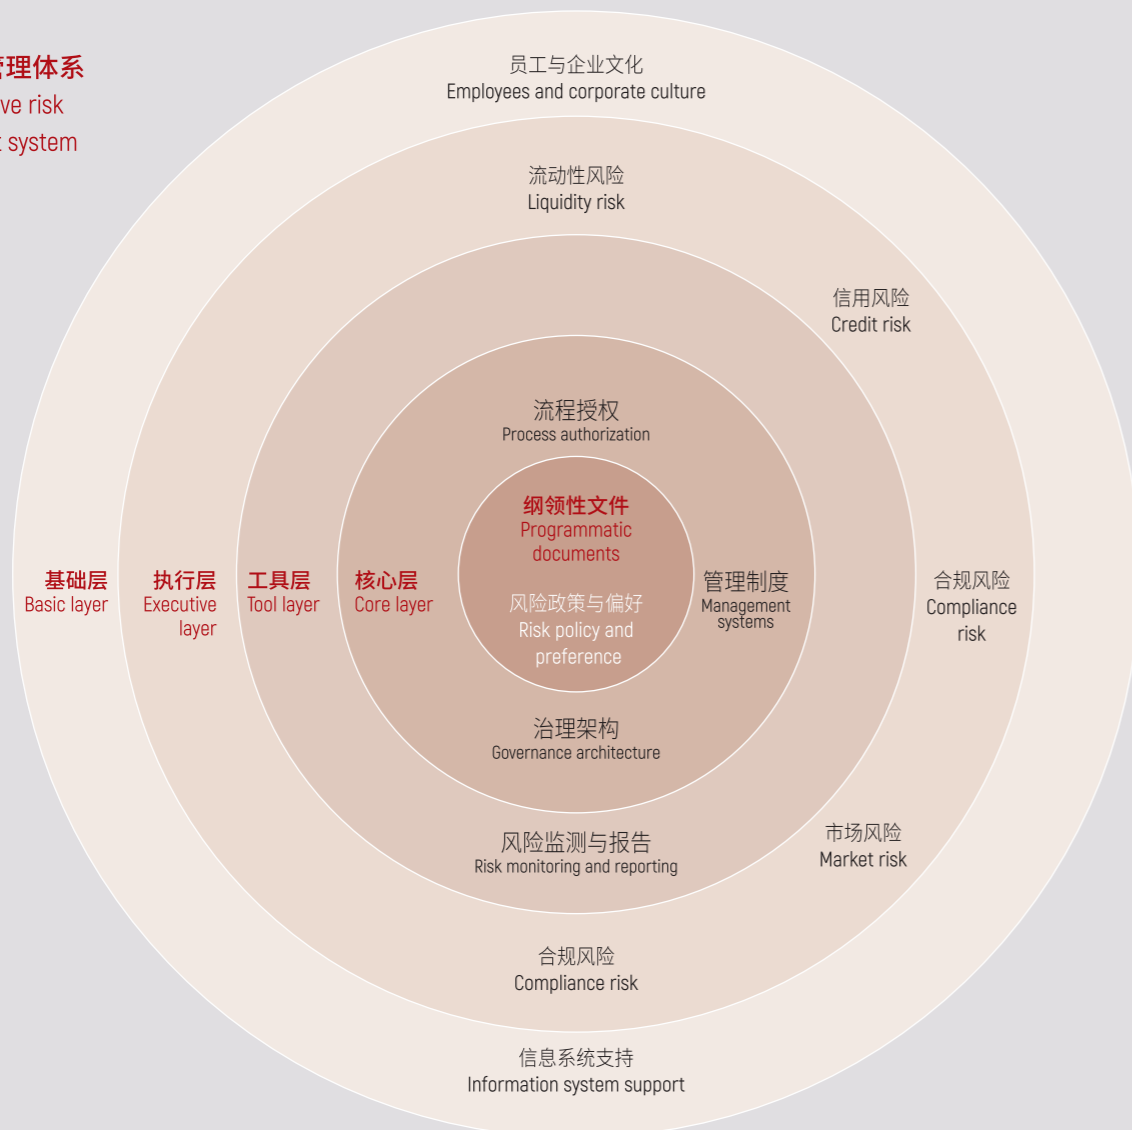 管理体系
ve risk
t system
员工与企业文化
Employees and corporate culture
流动性风险
Liquidity risk
信用风险
Credit risk
流程授权
Process authorization
纲领性文件
Programmatic
documents
基础层
Basic layer
执行层
Executive
layer
工具层
Tool layer
核心层
Core layer
风险政策与偏好
Risk policy and
preference
管理制度
Management
systems
合规风险
Compliance
risk
治理架构
Governance architecture
风险监测与报告
Risk monitoring and reporting
市场风险
Market risk
合规风险
Compliance risk
信息系统支持
Information system support